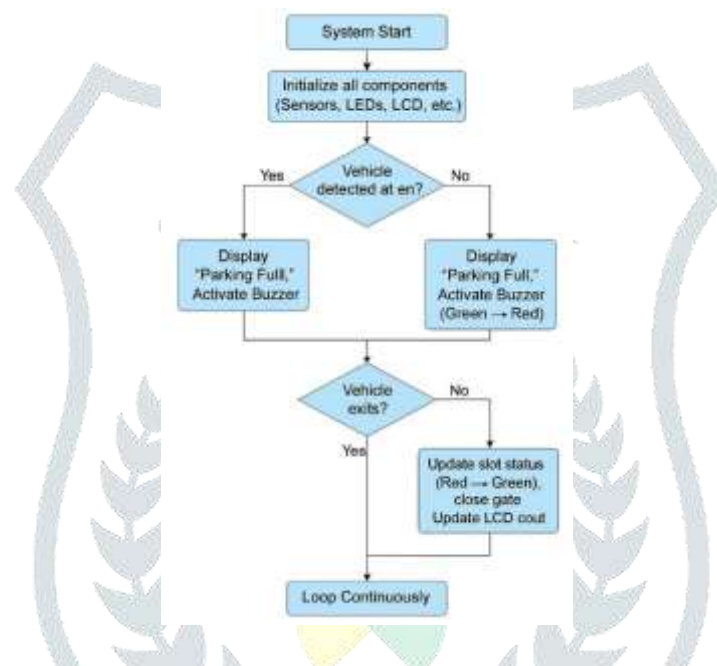 System Start
Initialize all components
(Sensors, LEDs, LCD, etc.)
Vehicle
detected at en?
Yes
No
Display
“Parking Full,”
Activate Buzzer
Display
“Parking Full,”
Activate Buzzer
(Green → Red)
Vehicle
exits?
No
Yes
Update slot status
(Red → Green),
close gate
Update LCD cout
Loop Continuously